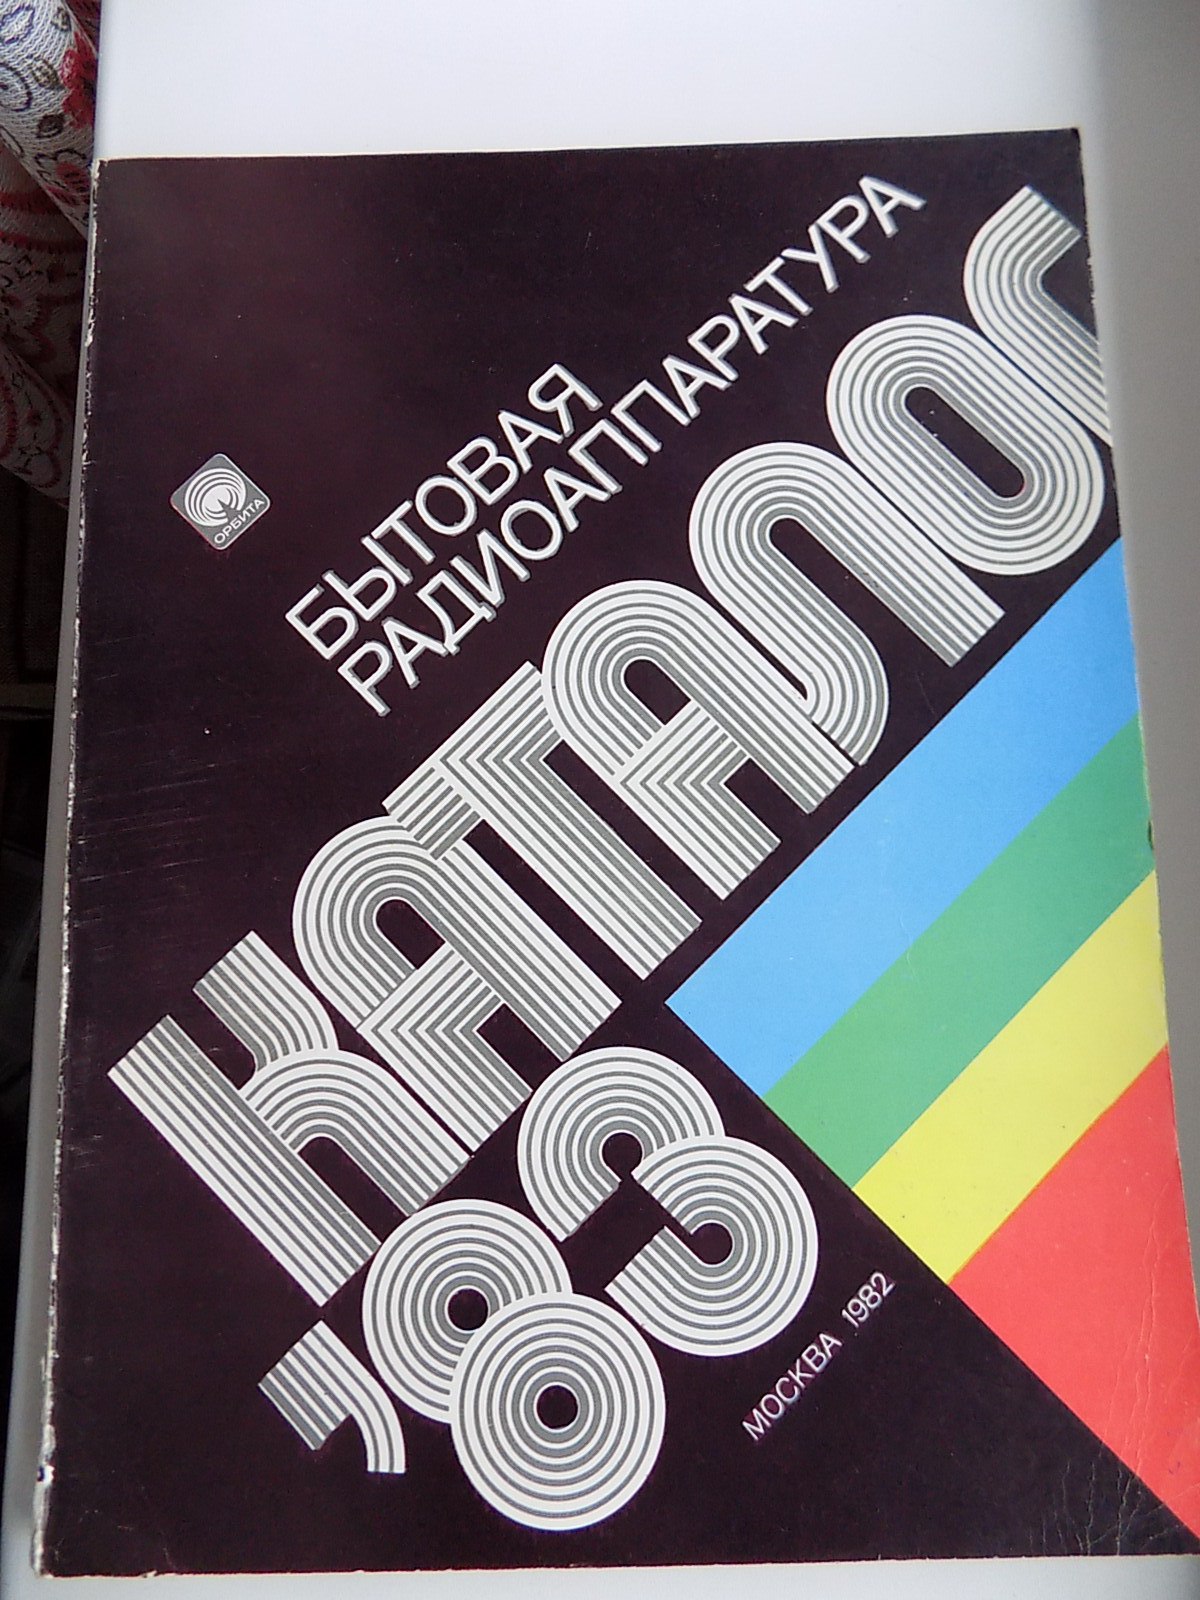 ОРБИТА
БЫТОВАЯ
РАДИОАППАРАТУРА
КАТАЛОГ
'83
МОСКВА 1982